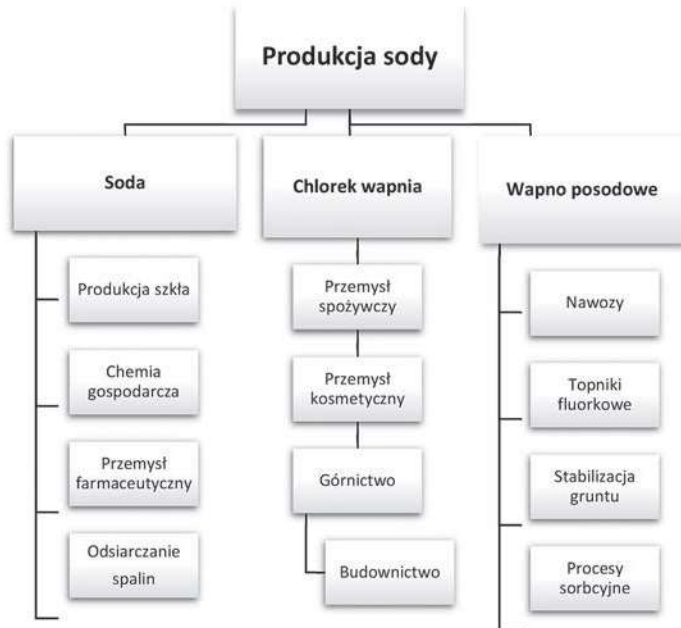 Produkcja sody
Soda
Chlorek wapnia
Wapno posodowe
Produkcja szkła
Chemia
gospodarcza
Przemysł
farmaceutyczny
Odsiarczanie
spalin
Przemysł
spożywczy
Przemysł
kosmetyczny
Górnictwo
Budownictwo
Nawozy
Topniki
fluorkowe
Stabilizacja
gruntu
Procesy
sorbcyjne